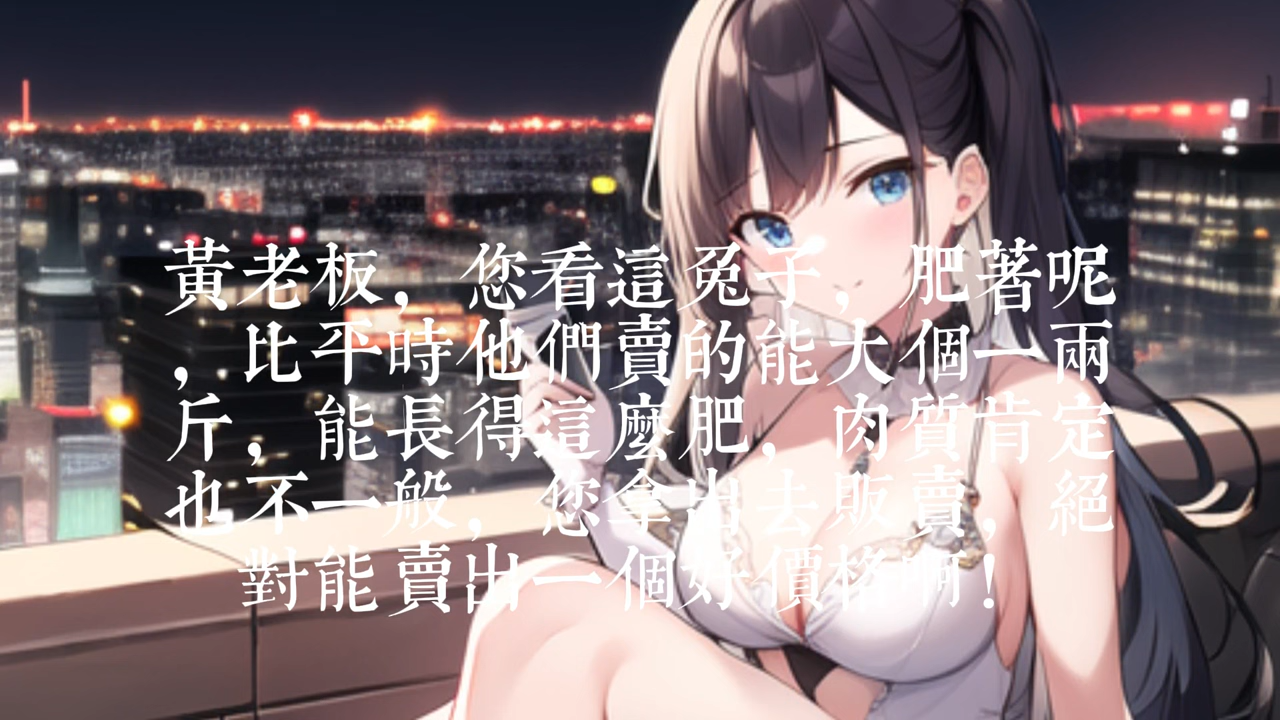 黃老板，您看這兔子，肥著呢
，比平時他們賣的能大個一兩
斤，能長得這麼肥，肉質肯定
也不一般，您拿出去販賣，絕
對能賣出一個好價格啊！